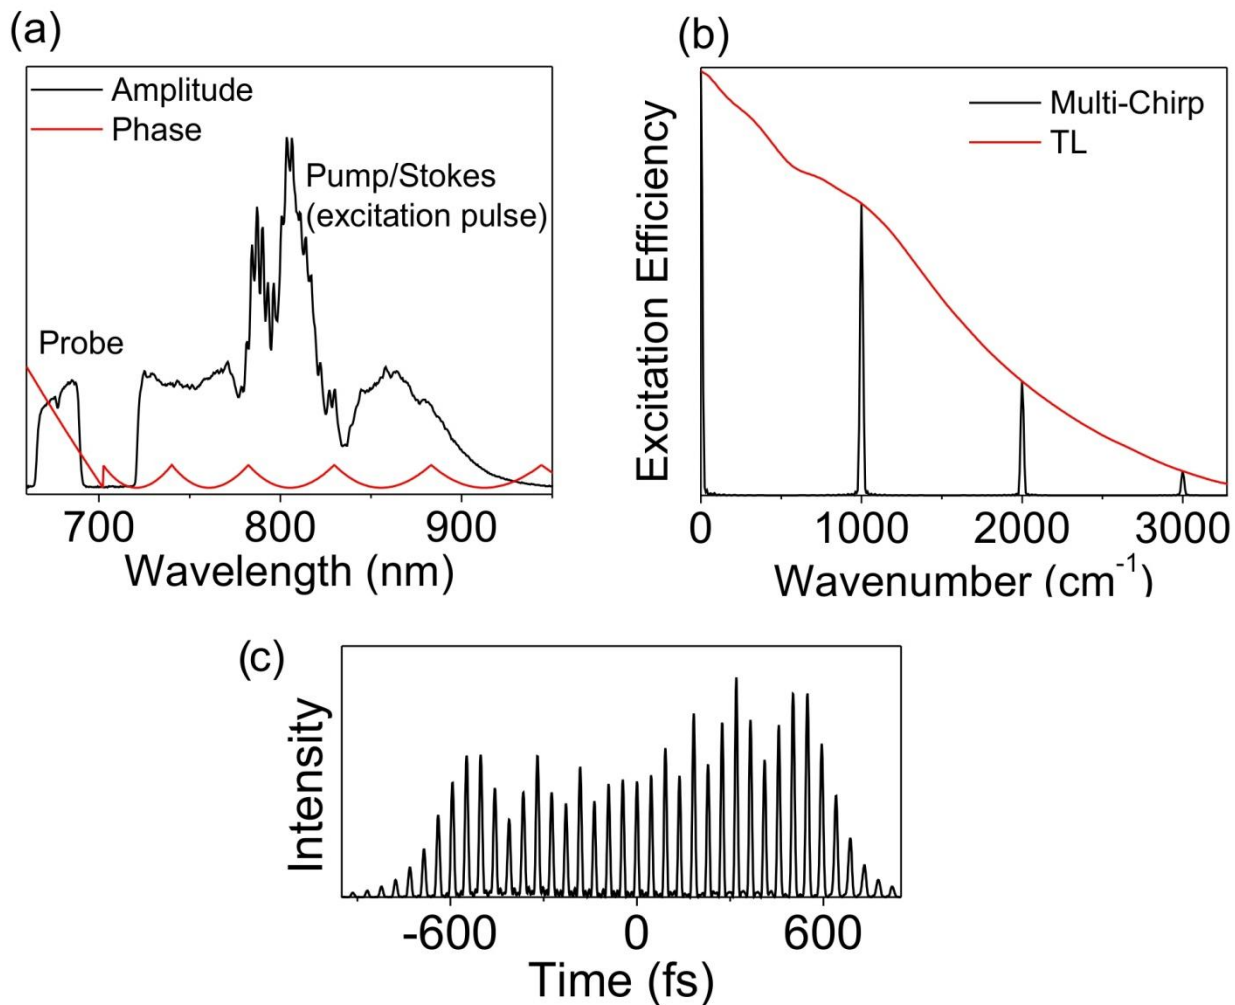 (a)
Amplitude
Phase
Pump/Stokes
(excitation pulse)
Probe
700
800
900
Wavelength (nm)
(b)
Multi-Chirp
TL
Excitation Efficiency
0
1000
2000
3000
Wavenumber (cm⁻¹)
(c)
Intensity
-600
0
600
Time (fs)